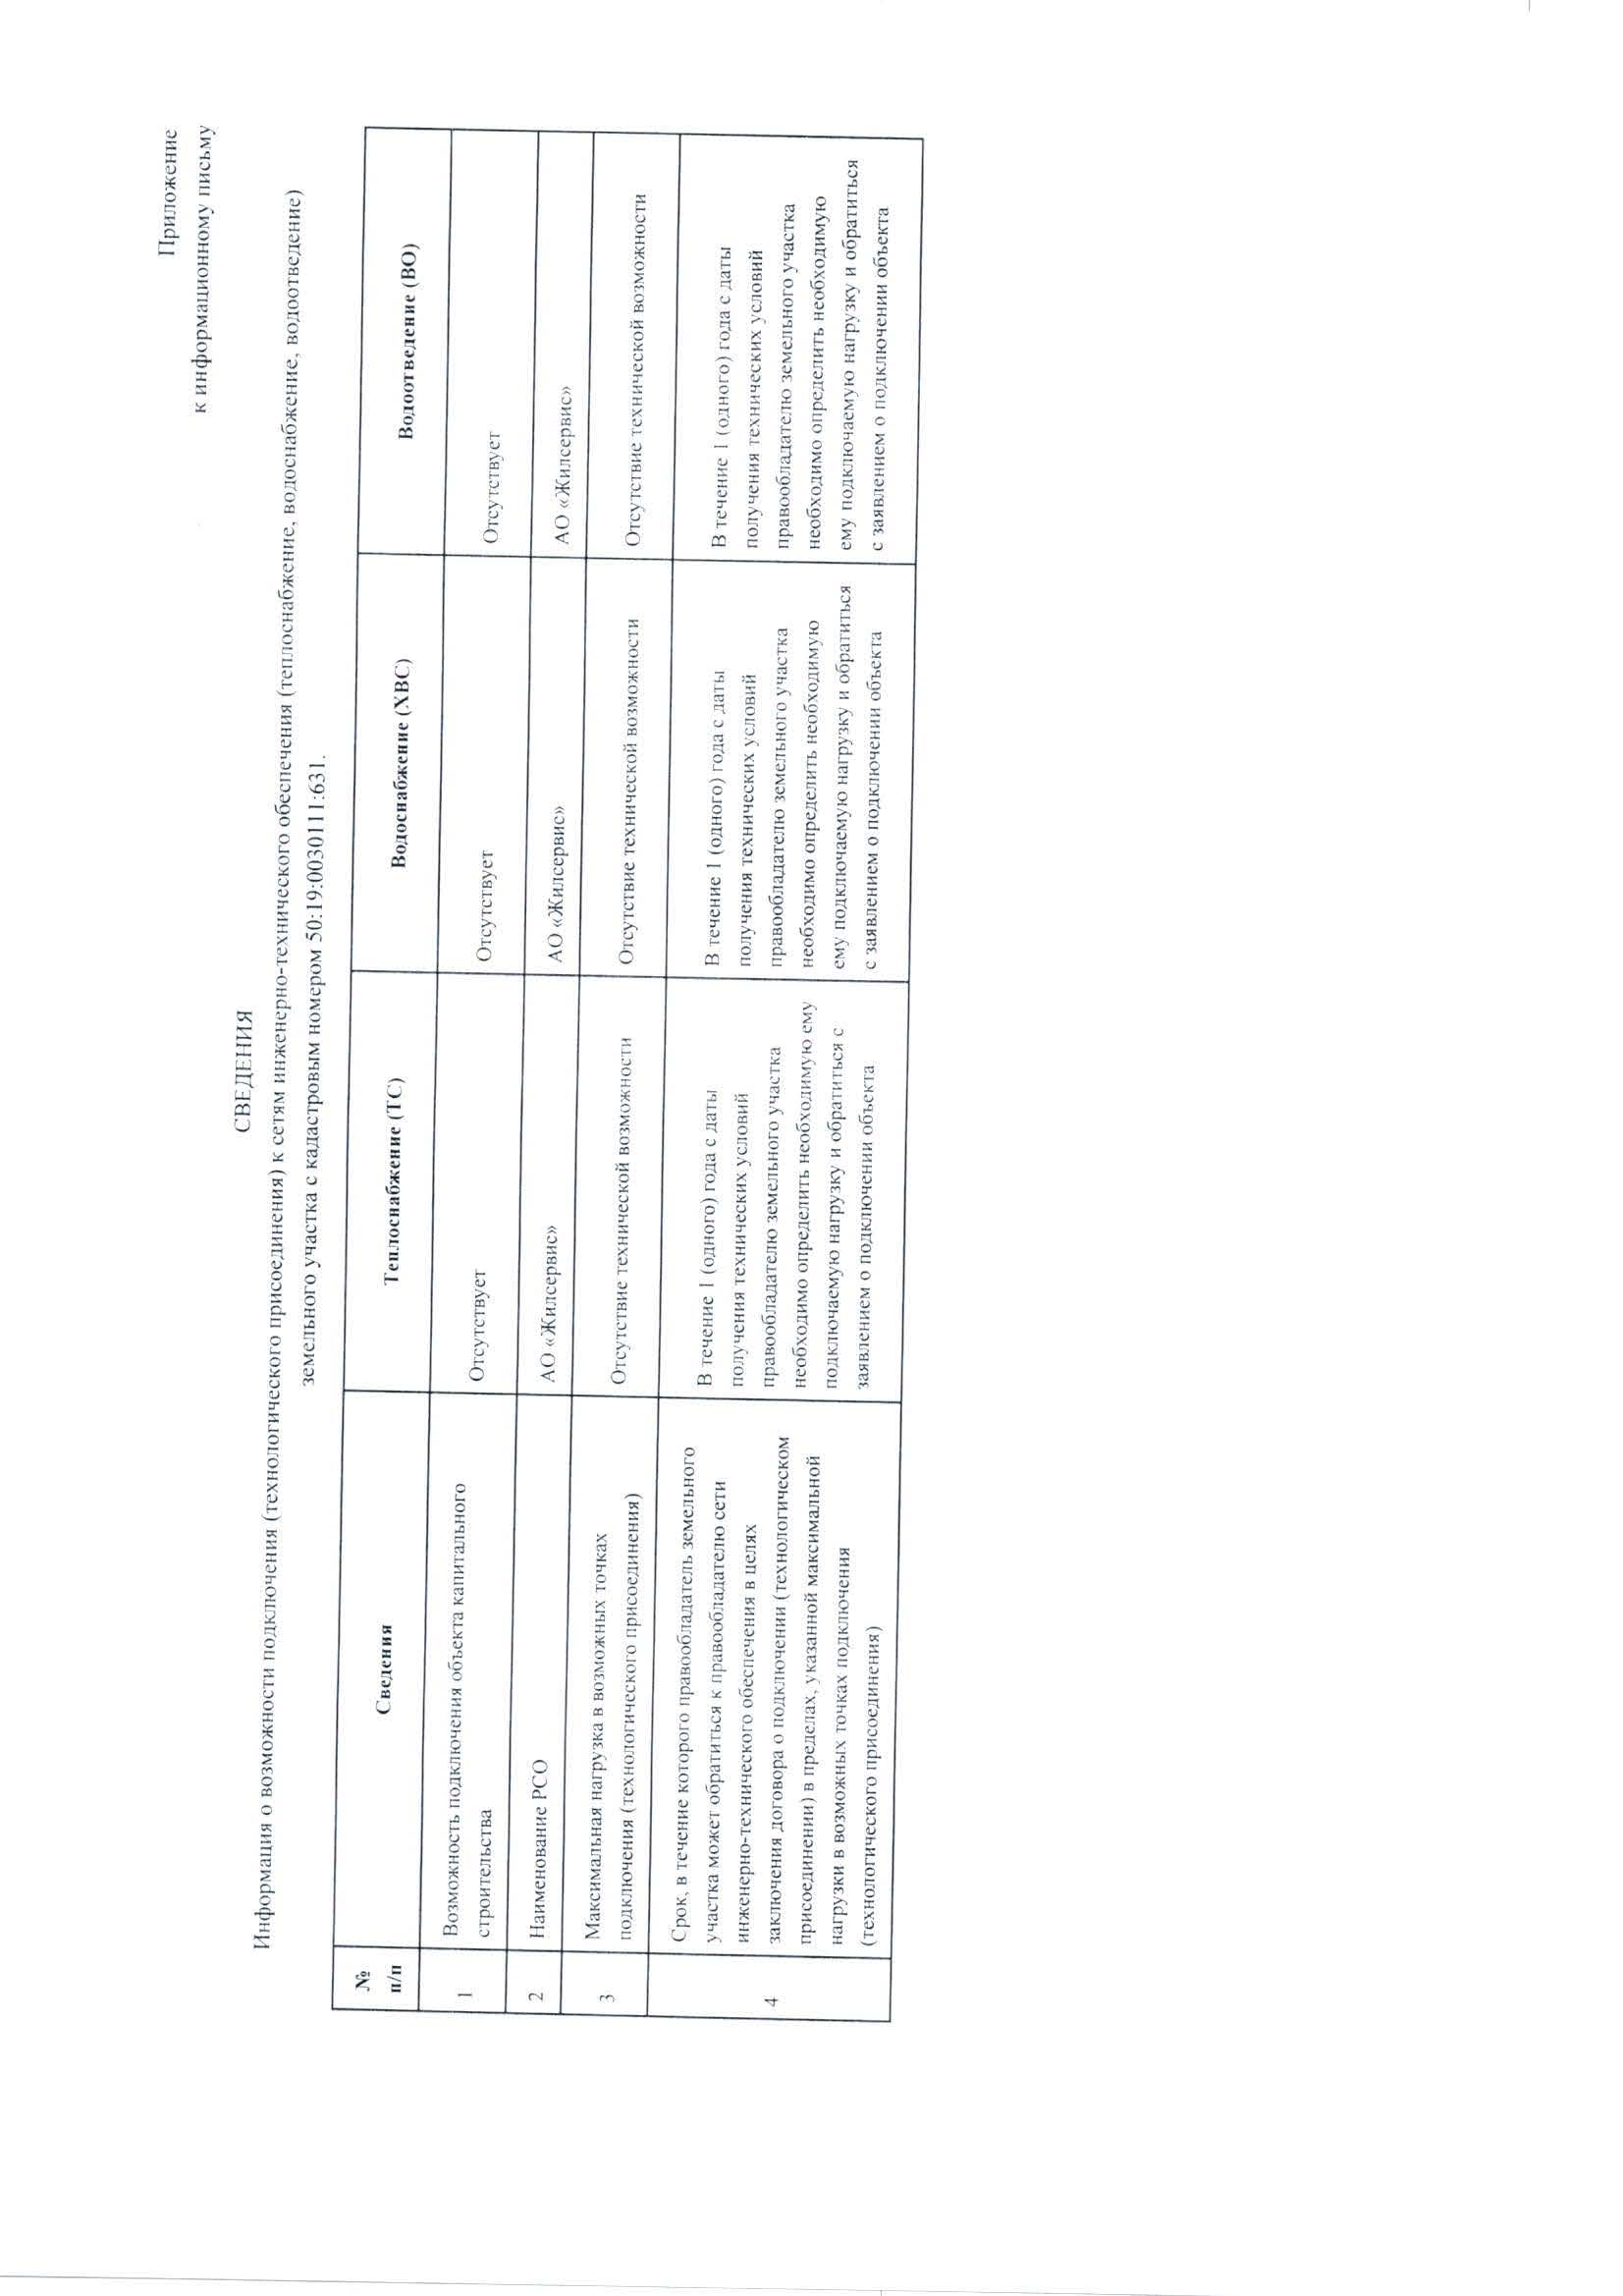 Приложение
к информационному письму
СВЕДЕНИЯ
Информация о возможности подключения (технологического присоединения) к сетям инженерно-технического обеспечения (теплоснабжение, водоснабжение, водоотведение)
земельного участка с кадастровым номером 50:19:0030111:631.
№
п/п
Сведения
Теплоснабжение (ТС)
Водоснабжение (ХВС)
Водоотведение (ВО)
1
Возможность подключения объекта капитального
строительства
Отсутствует
Отсутствует
Отсутствует
2
Наименование РСО
АО «Жилсервис»
АО «Жилсервис»
АО «Жилсервис»
3
Максимальная нагрузка в возможных точках
подключения (технологического присоединения)
Отсутствие технической возможности
Отсутствие технической возможности
Отсутствие технической возможности
4
Срок, в течение которого правообладатель земельного
участка может обратиться к правообладателю сети
инженерно-технического обеспечения в целях
заключения договора о подключении (технологическом
присоединении) в пределах, указанной максимальной
нагрузки в возможных точках подключения
(технологического присоединения)
В течение 1 (одного) года с даты
получения технических условий
правообладателю земельного участка
необходимо определить необходимую ему
подключаемую нагрузку и обратиться с
заявлением о подключении объекта
В течение 1 (одного) года с даты
получения технических условий
правообладателю земельного участка
необходимо определить необходимую
ему подключаемую нагрузку и обратиться
с заявлением о подключении объекта
В течение 1 (одного) года с даты
получения технических условий
правообладателю земельного участка
необходимо определить необходимую
ему подключаемую нагрузку и обратиться
с заявлением о подключении объекта